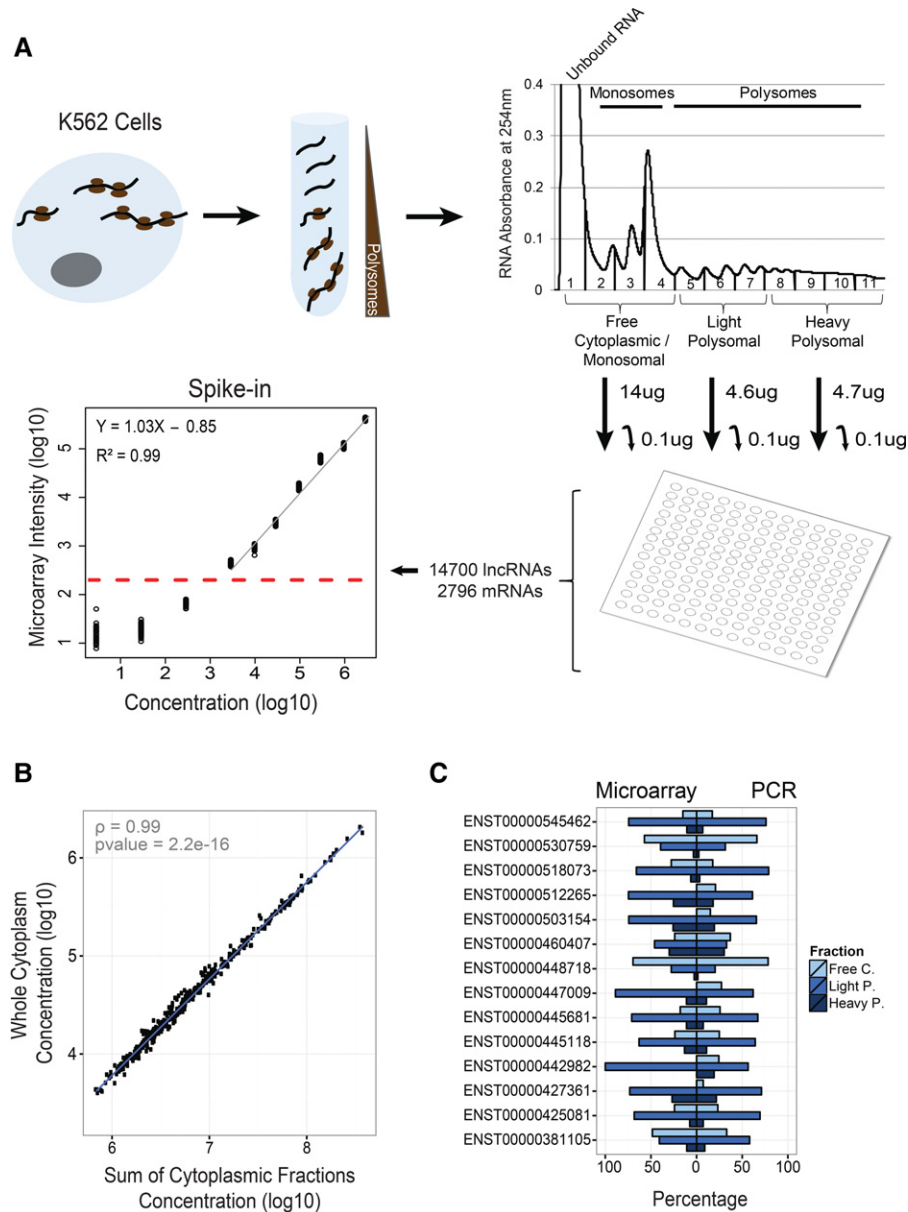 A
K562 Cells
Polysomes
Unbound RNA
Monosomes
Polysomes
RNA Absorbance at 254nm
0.4
0.3
0.2
0.1
0
1 2 3 4 5 6 7 8 9 10 11
Free
Cytoplasmic /
Monosomal
Light
Polysomal
Heavy
Polysomal
14ug
4.6ug
4.7ug
0.1ug
0.1ug
0.1ug
14700 lncRNAs
2796 mRNAs
Spike-in
Y = 1.03X − 0.85
R² = 0.99
Microarray Intensity (log10)
5
4
3
2
1
1 2 3 4 5 6
Concentration (log10)
B
ρ = 0.99
pvalue = 2.2e-16
Whole Cytoplasm
Concentration (log10)
6
5
4
6 7 8
Sum of Cytoplasmic Fractions
Concentration (log10)
C
Microarray PCR
ENST00000545462
ENST00000530759
ENST00000518073
ENST00000512265
ENST00000503154
ENST00000460407
ENST00000448718
ENST00000447009
ENST00000445681
ENST00000445118
ENST00000442982
ENST00000427361
ENST00000425081
ENST00000381105
100 50 0 50 100
Percentage
Fraction
Free C.
Light P.
Heavy P.